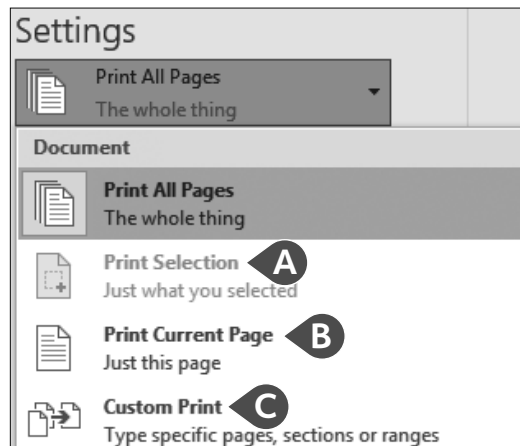 Settings
Print All Pages
The whole thing
Document
Print All Pages
The whole thing
Print Selection A
Just what you selected
Print Current Page B
Just this page
Custom Print C
Type specific pages, sections or ranges